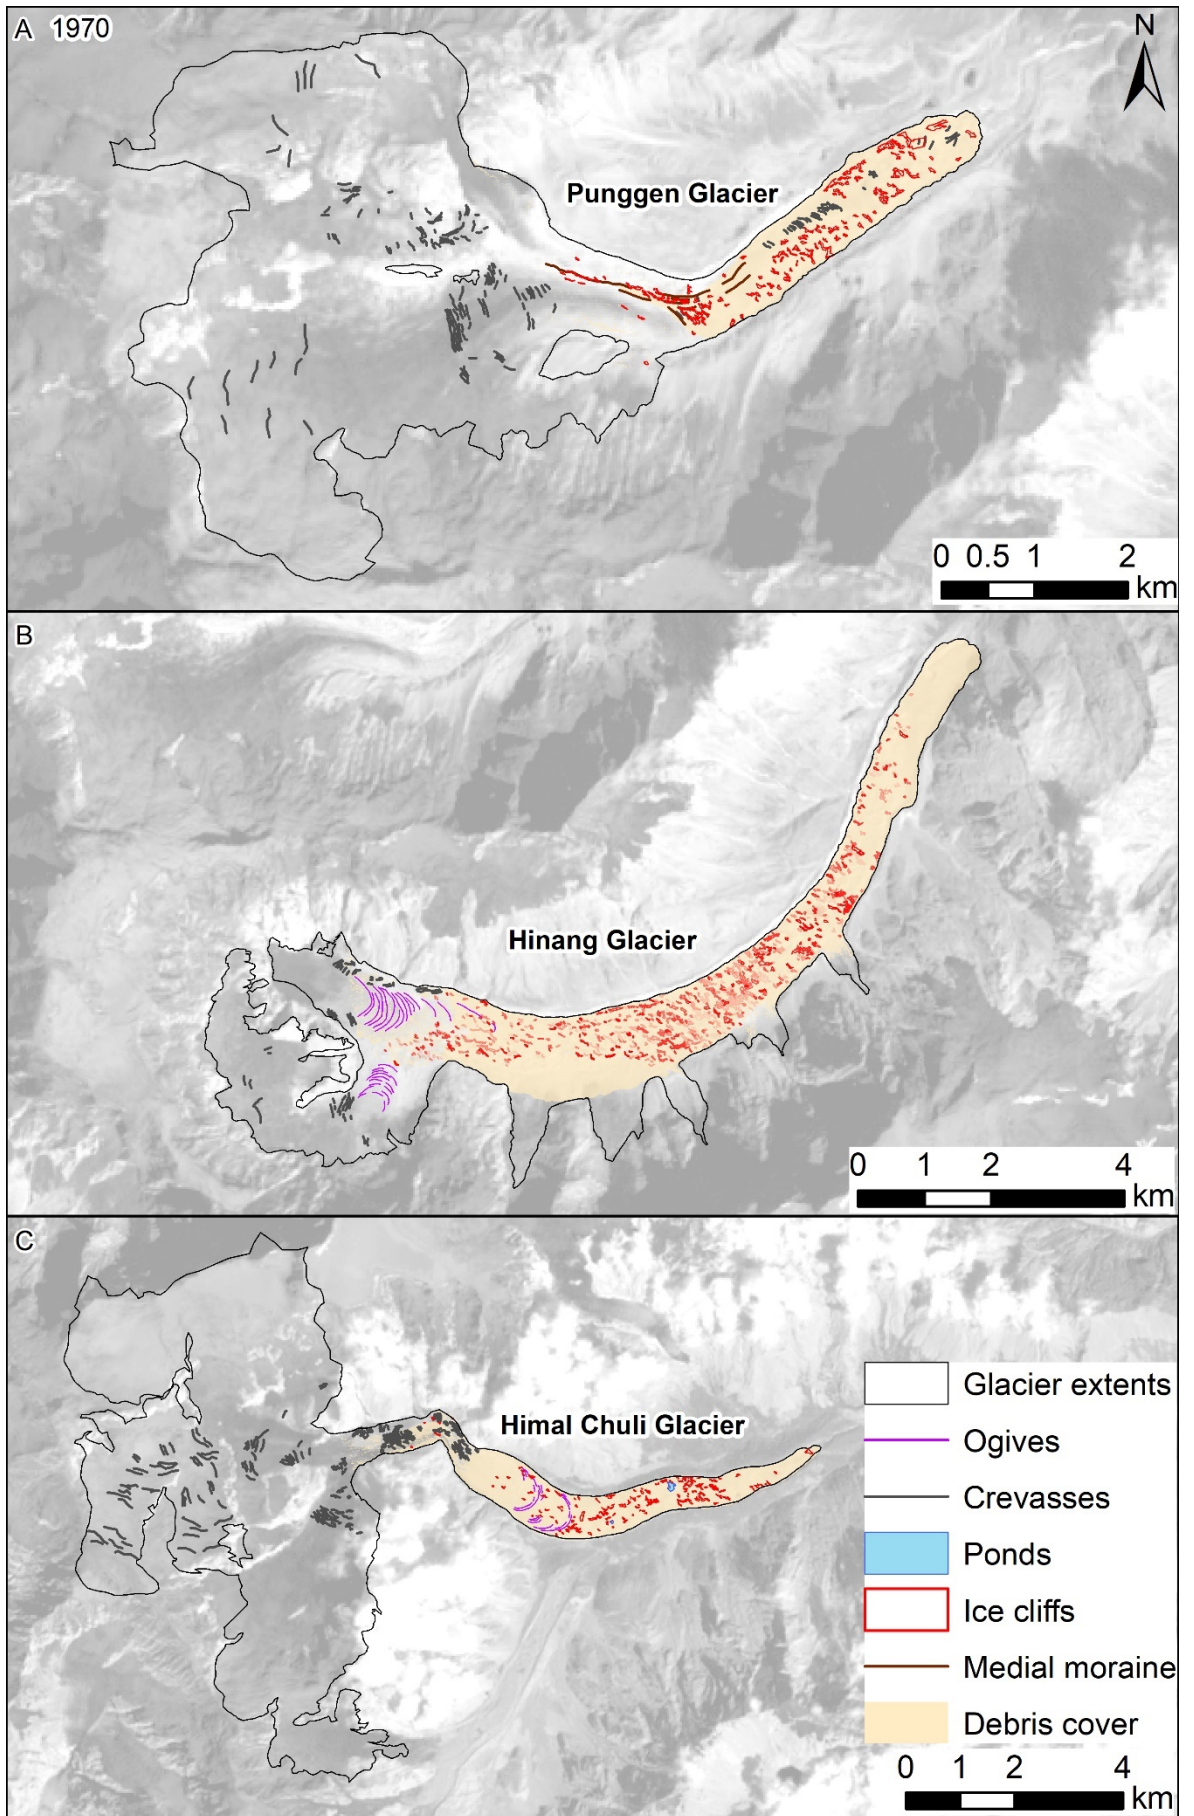 A 1970
N
Punggen Glacier
0 0.5 1 2
km
B
Hinang Glacier
0 1 2 4
km
C
Himal Chuli Glacier
Glacier extents
Ogives
Crevasses
Ponds
Ice cliffs
Medial moraine
Debris cover
0 1 2 4
km